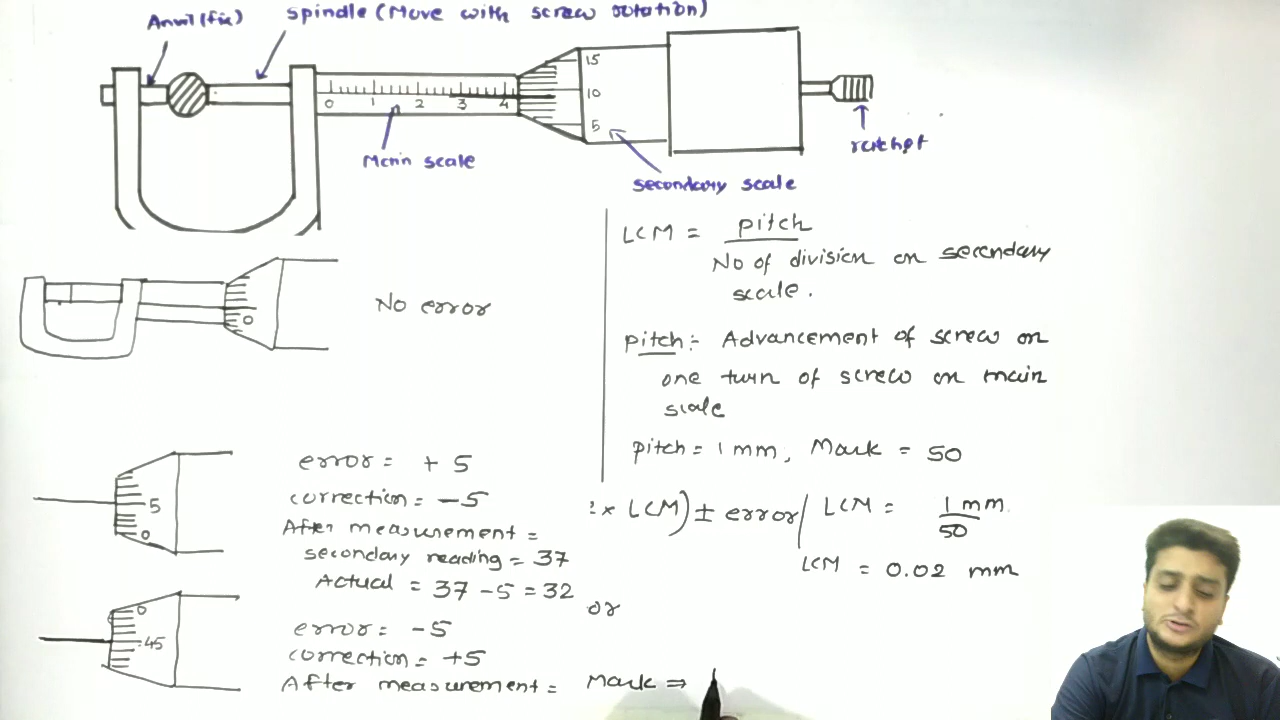 Anvil (fix)
spindle (Move with screw rotation)
15
10
5
0 1 2 3 4
Main scale
ratchet
secondary scale
LCM = pitch
No of division on secondary
scale.
0
No error
pitch :- Advancement of screw on
one turn of screw on main
scale
pitch = 1 mm, Mark = 50
5
0
error = + 5
correction = -5
After measurement =
secondary reading = 37
Actual = 37 - 5 = 32
× LCM) ± error
LCM = 1 mm
50
LCM = 0.02 mm
or
0
45
error = -5
correction = +5
After measurement = Mark ⇒